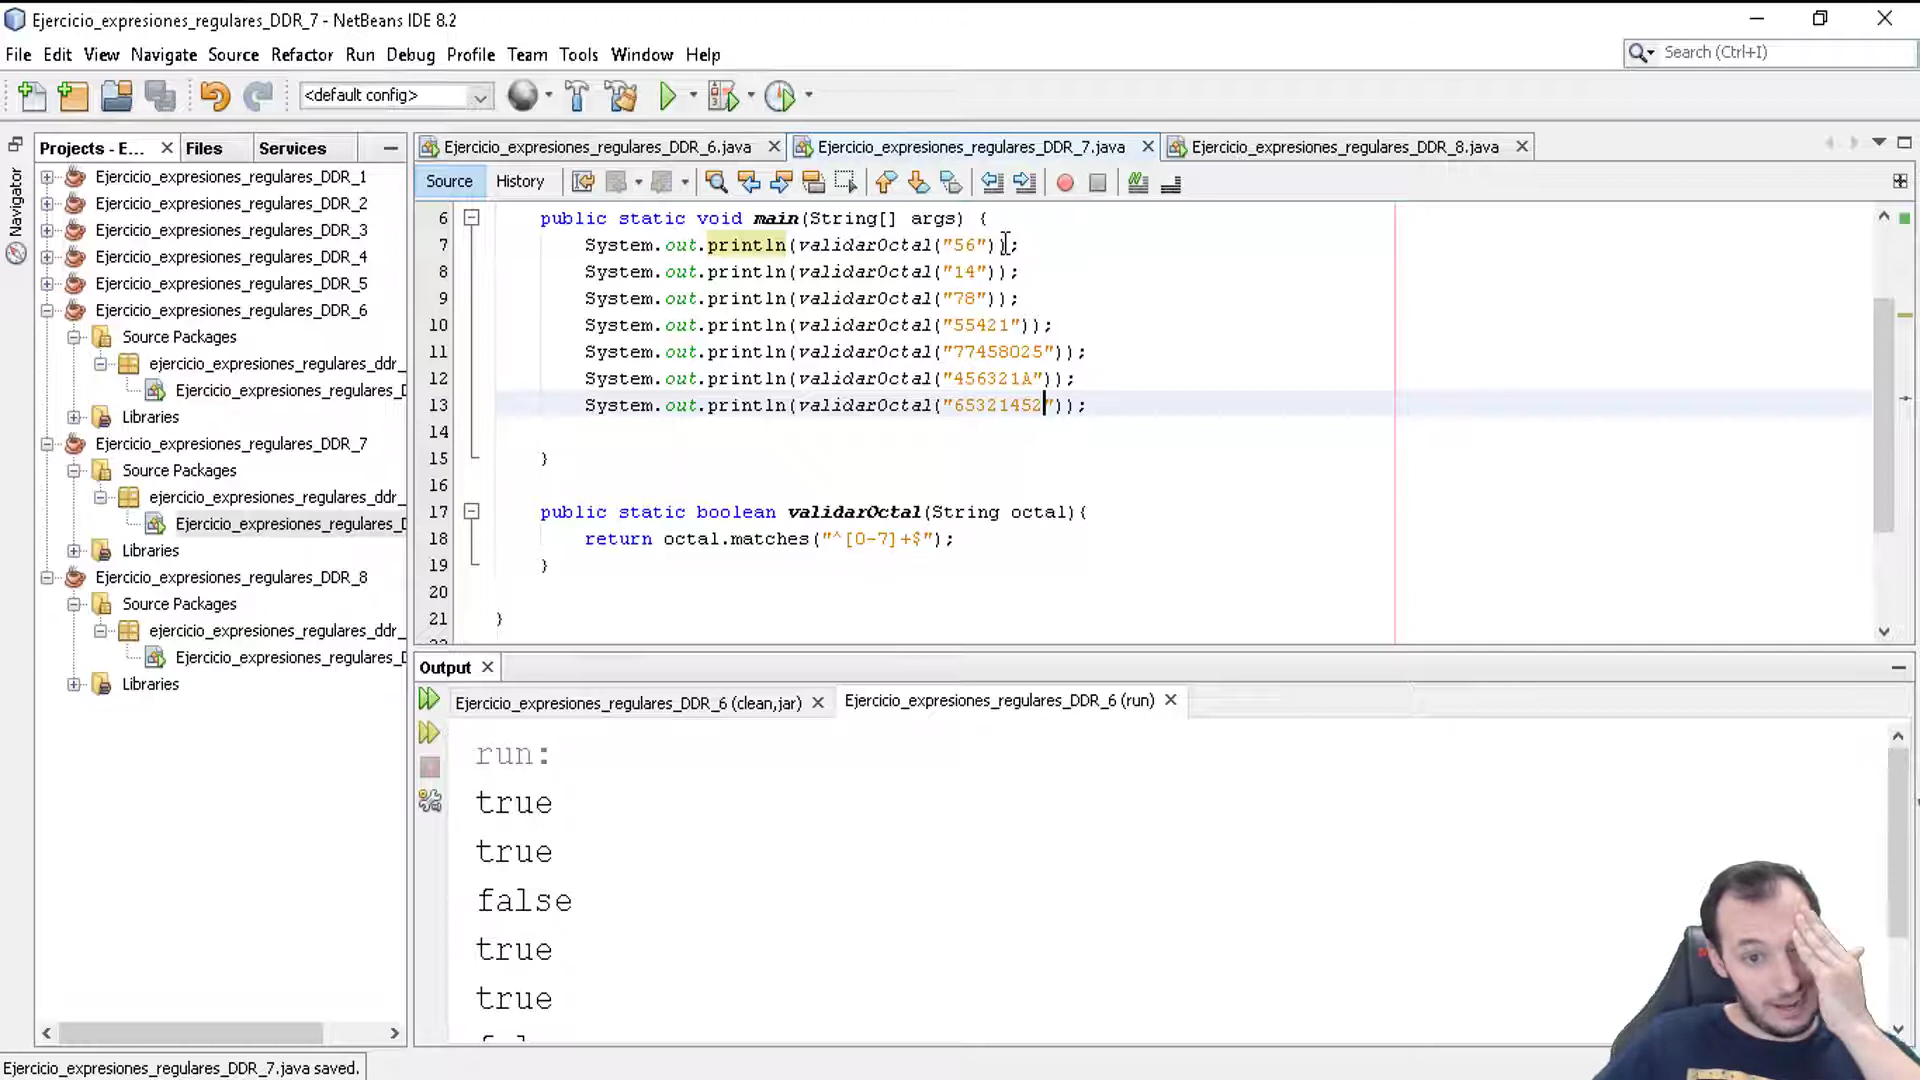 Ejercicio_expresiones_regulares_DDR_7 - NetBeans IDE 8.2
File Edit View Navigate Source Refactor Run Debug Profile Team Tools Window Help
Search (Ctrl+I)
<default config>
Projects - E... Files Services
Navigator
Ejercicio_expresiones_regulares_DDR_1
Ejercicio_expresiones_regulares_DDR_2
Ejercicio_expresiones_regulares_DDR_3
Ejercicio_expresiones_regulares_DDR_4
Ejercicio_expresiones_regulares_DDR_5
Ejercicio_expresiones_regulares_DDR_6
Source Packages
ejercicio_expresiones_regulares_ddr_
Ejercicio_expresiones_regulares_D
Libraries
Ejercicio_expresiones_regulares_DDR_7
Source Packages
ejercicio_expresiones_regulares_ddr_
Ejercicio_expresiones_regulares_D
Libraries
Ejercicio_expresiones_regulares_DDR_8
Source Packages
ejercicio_expresiones_regulares_ddr_
Ejercicio_expresiones_regulares_D
Libraries
Ejercicio_expresiones_regulares_DDR_6.java Ejercicio_expresiones_regulares_DDR_7.java Ejercicio_expresiones_regulares_DDR_8.java
Source History
6 public static void main(String[] args) {
7 System.out.println(validarOctal("56"));
8 System.out.println(validarOctal("14"));
9 System.out.println(validarOctal("78"));
10 System.out.println(validarOctal("55421"));
11 System.out.println(validarOctal("77458025"));
12 System.out.println(validarOctal("456321A"));
13 System.out.println(validarOctal("65321452"));
14
15 }
16
17 public static boolean validarOctal(String octal){
18 return octal.matches("^[0-7]+$");
19 }
20
21 }
Output
Ejercicio_expresiones_regulares_DDR_6 (clean,jar) Ejercicio_expresiones_regulares_DDR_6 (run)
run:
true
true
false
true
true
Ejercicio_expresiones_regulares_DDR_7.java saved.